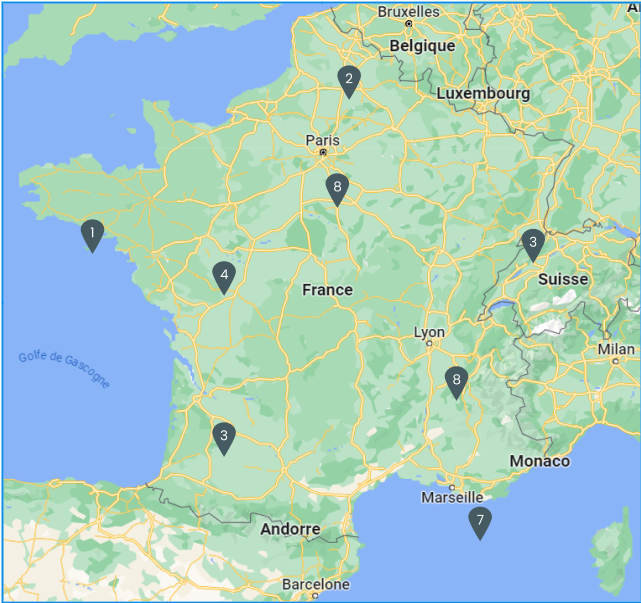 Bruxelles
Belgique
2
Luxembourg
Paris
8
1
3
4
Suisse
France
Lyon
Milan
Golfe de Gascogne
8
3
Monaco
Marseille
7
Andorre
Barcelone